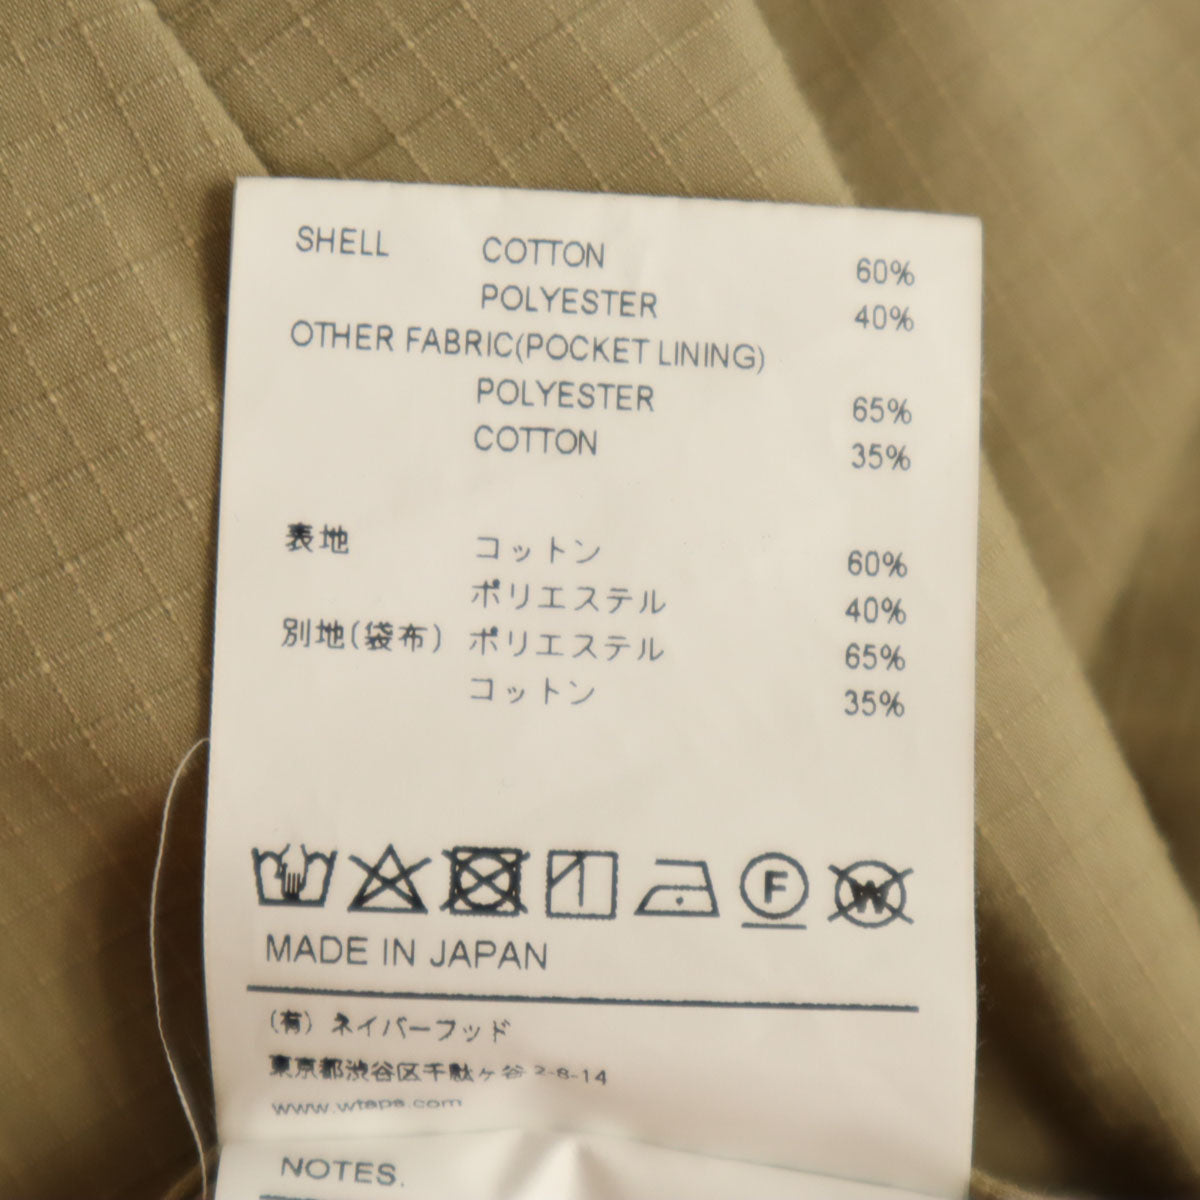 SHELL COTTON 60%
POLYESTER 40%
OTHER FABRIC(POCKET LINING)
POLYESTER 65%
COTTON 35%
表地 コットン 60%
ポリエステル 40%
別地(袋布) ポリエステル 65%
コットン 35%
F W
MADE IN JAPAN
(有) ネイバーフッド
東京都渋谷区千駄ヶ谷 2-8-14
www.wtaps.com
NOTES.